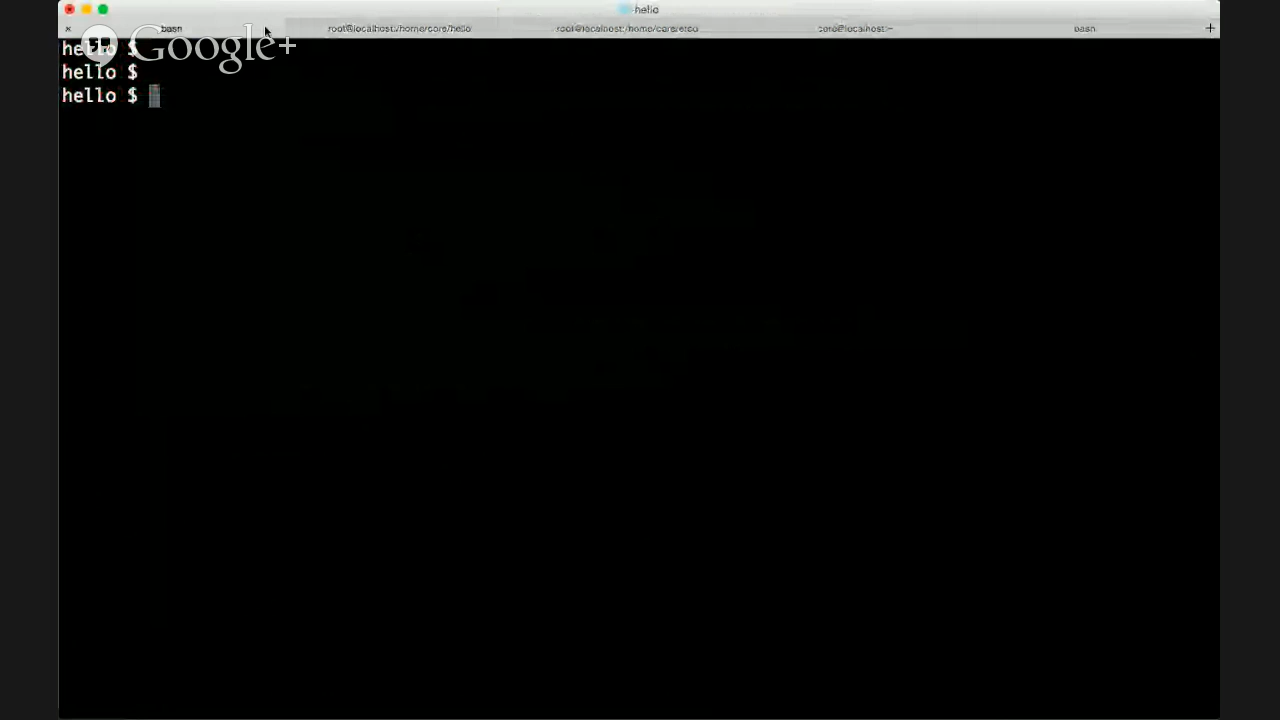 hello
bash
root@localhost:/home/core/hello
core@localhost:~
bash
Google+
hello $
hello $
hello $